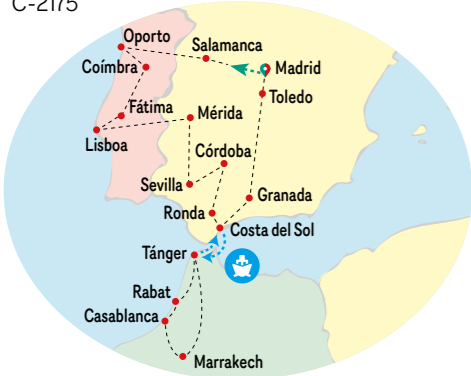 C-2175
Oporto
Salamanca
Coímbra
Madrid
Toledo
Fátima
Mérida
Lisboa
Córdoba
Sevilla
Granada
Ronda
Costa del Sol
Tánger
Rabat
Casablanca
Marrakech